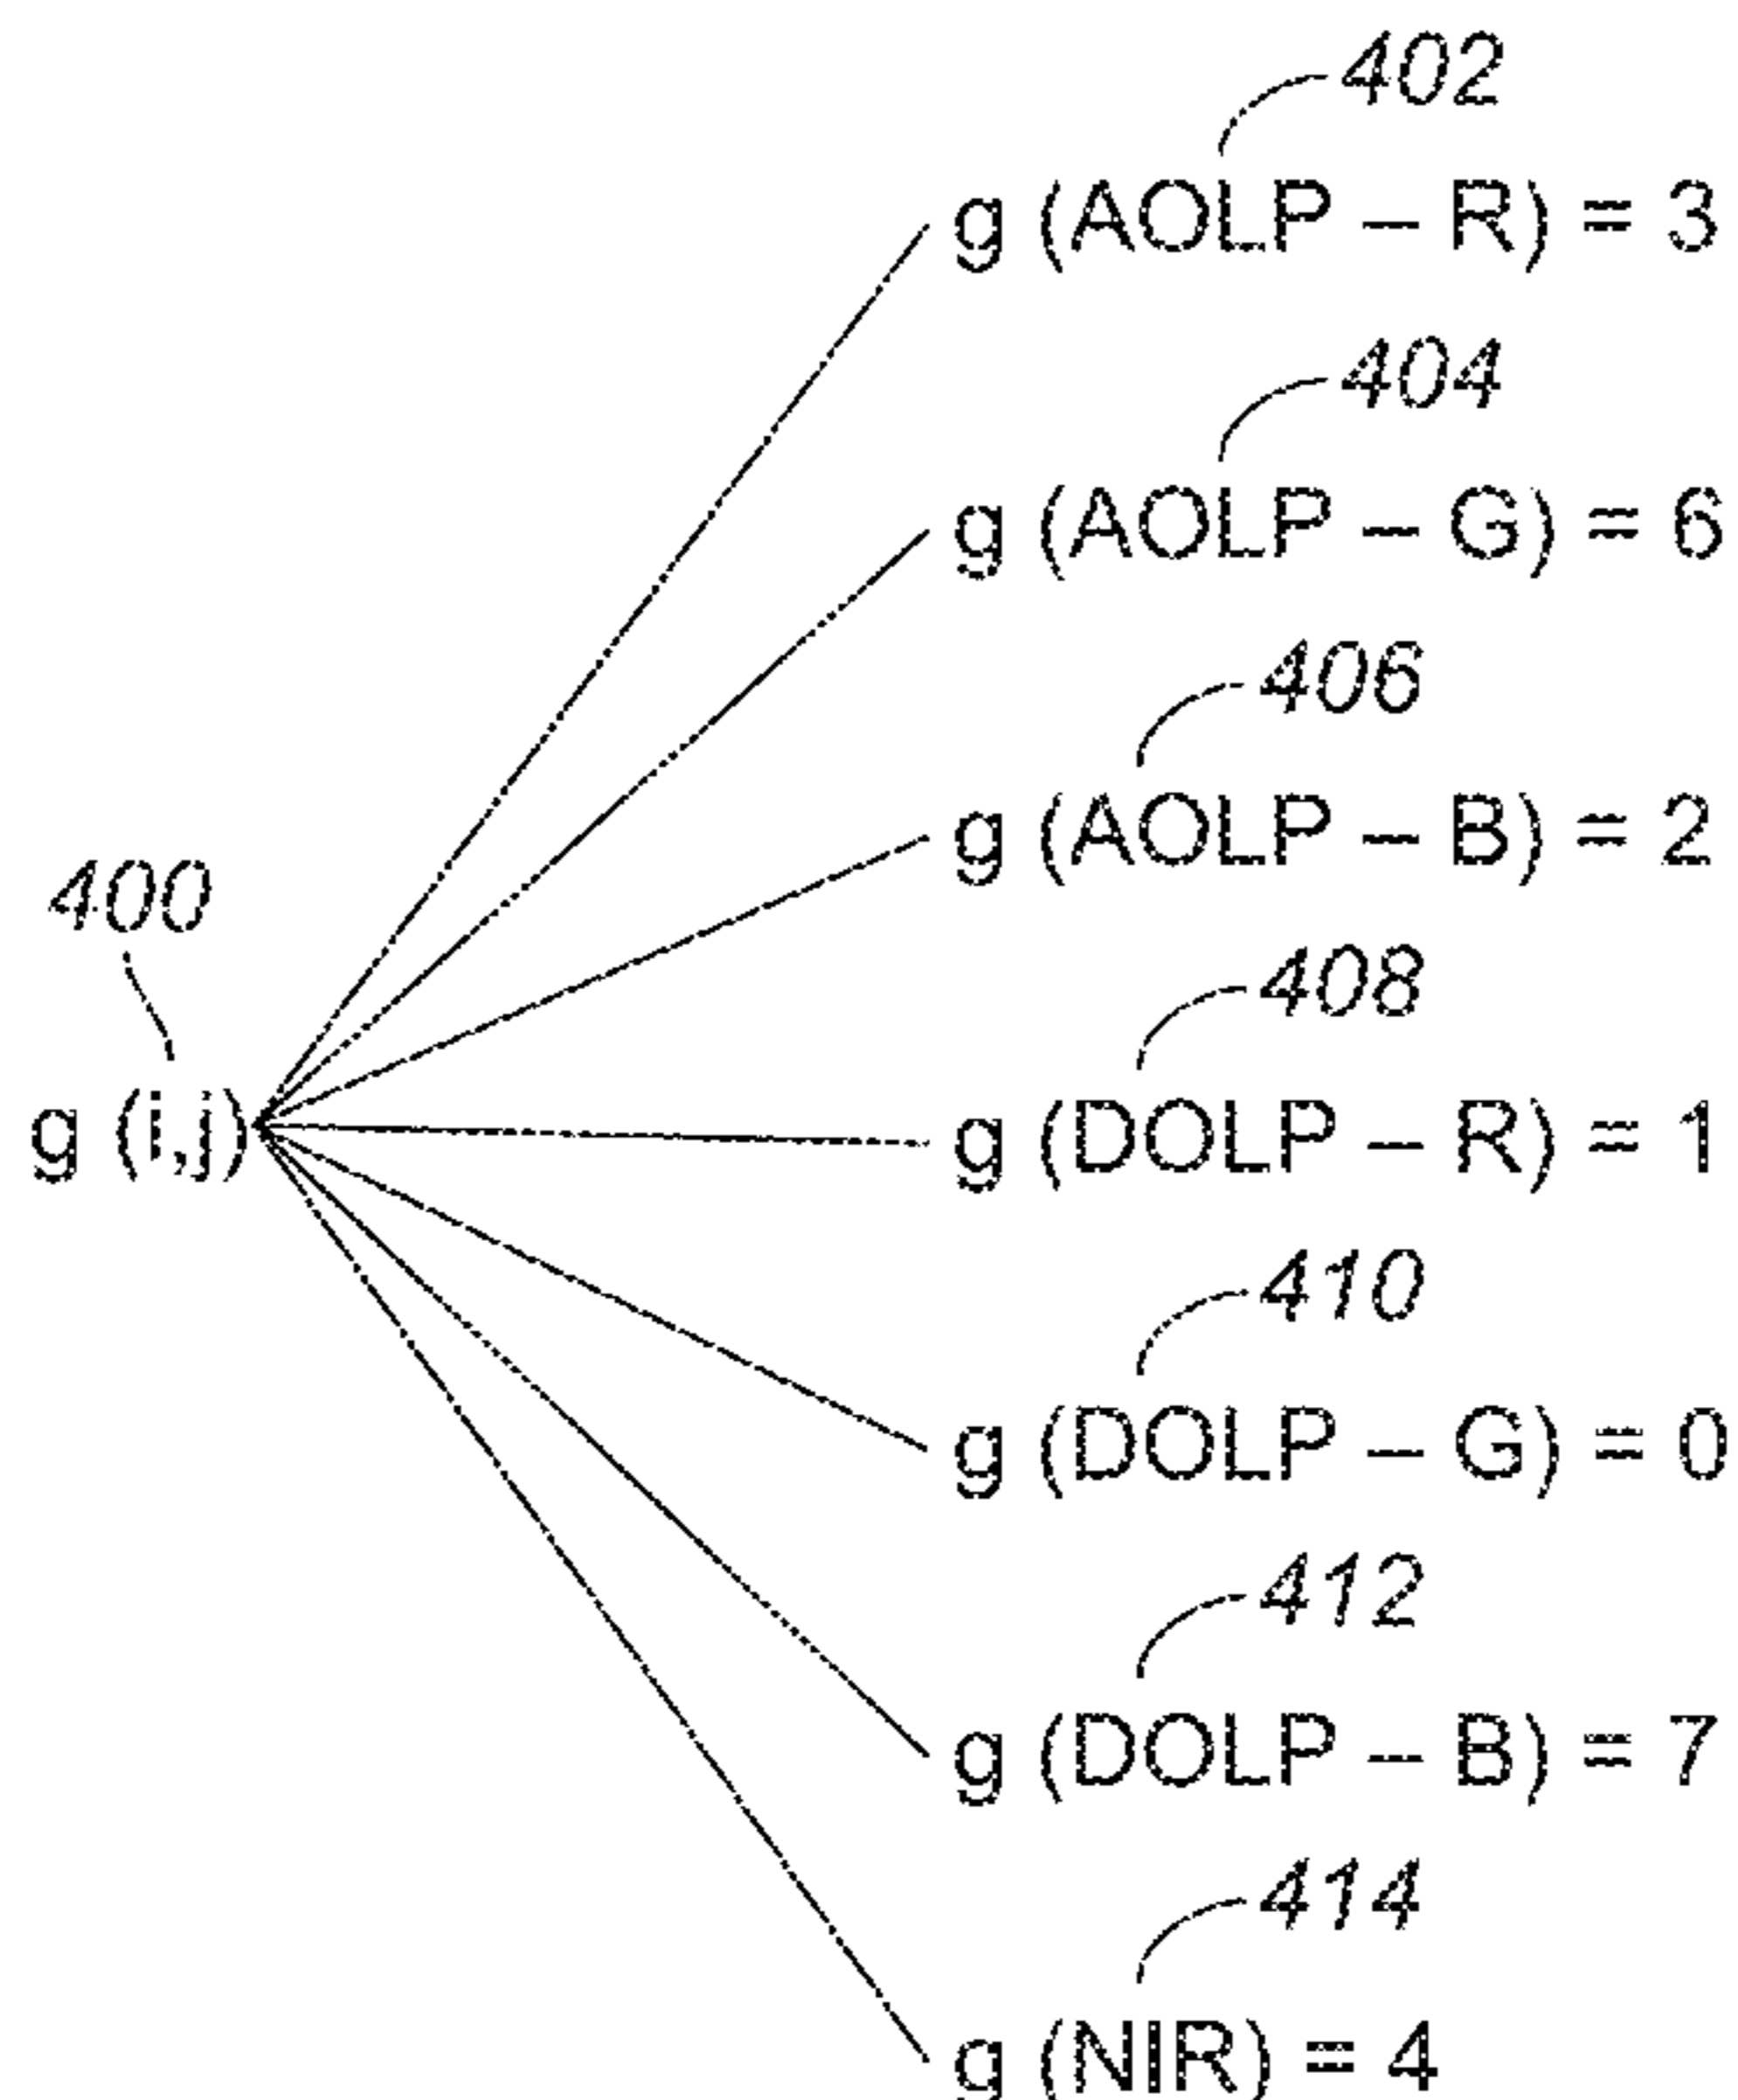 402
g (AOLP – R) = 3
404
g (AOLP – G) = 6
406
g (AOLP – B) = 2
400
408
g (i,j)
g (DOLP – R) = 1
410
g (DOLP – G) = 0
412
g (DOLP – B) = 7
414
g (NIR) = 4